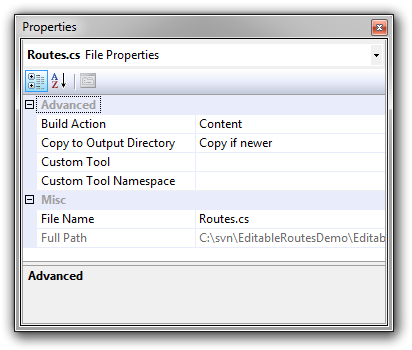 Properties
Routes.cs File Properties
Advanced
Build Action Content
Copy to Output Directory Copy if newer
Custom Tool
Custom Tool Namespace
Misc
File Name Routes.cs
Full Path C:\svn\EditableRoutesDemo\Editab
Advanced